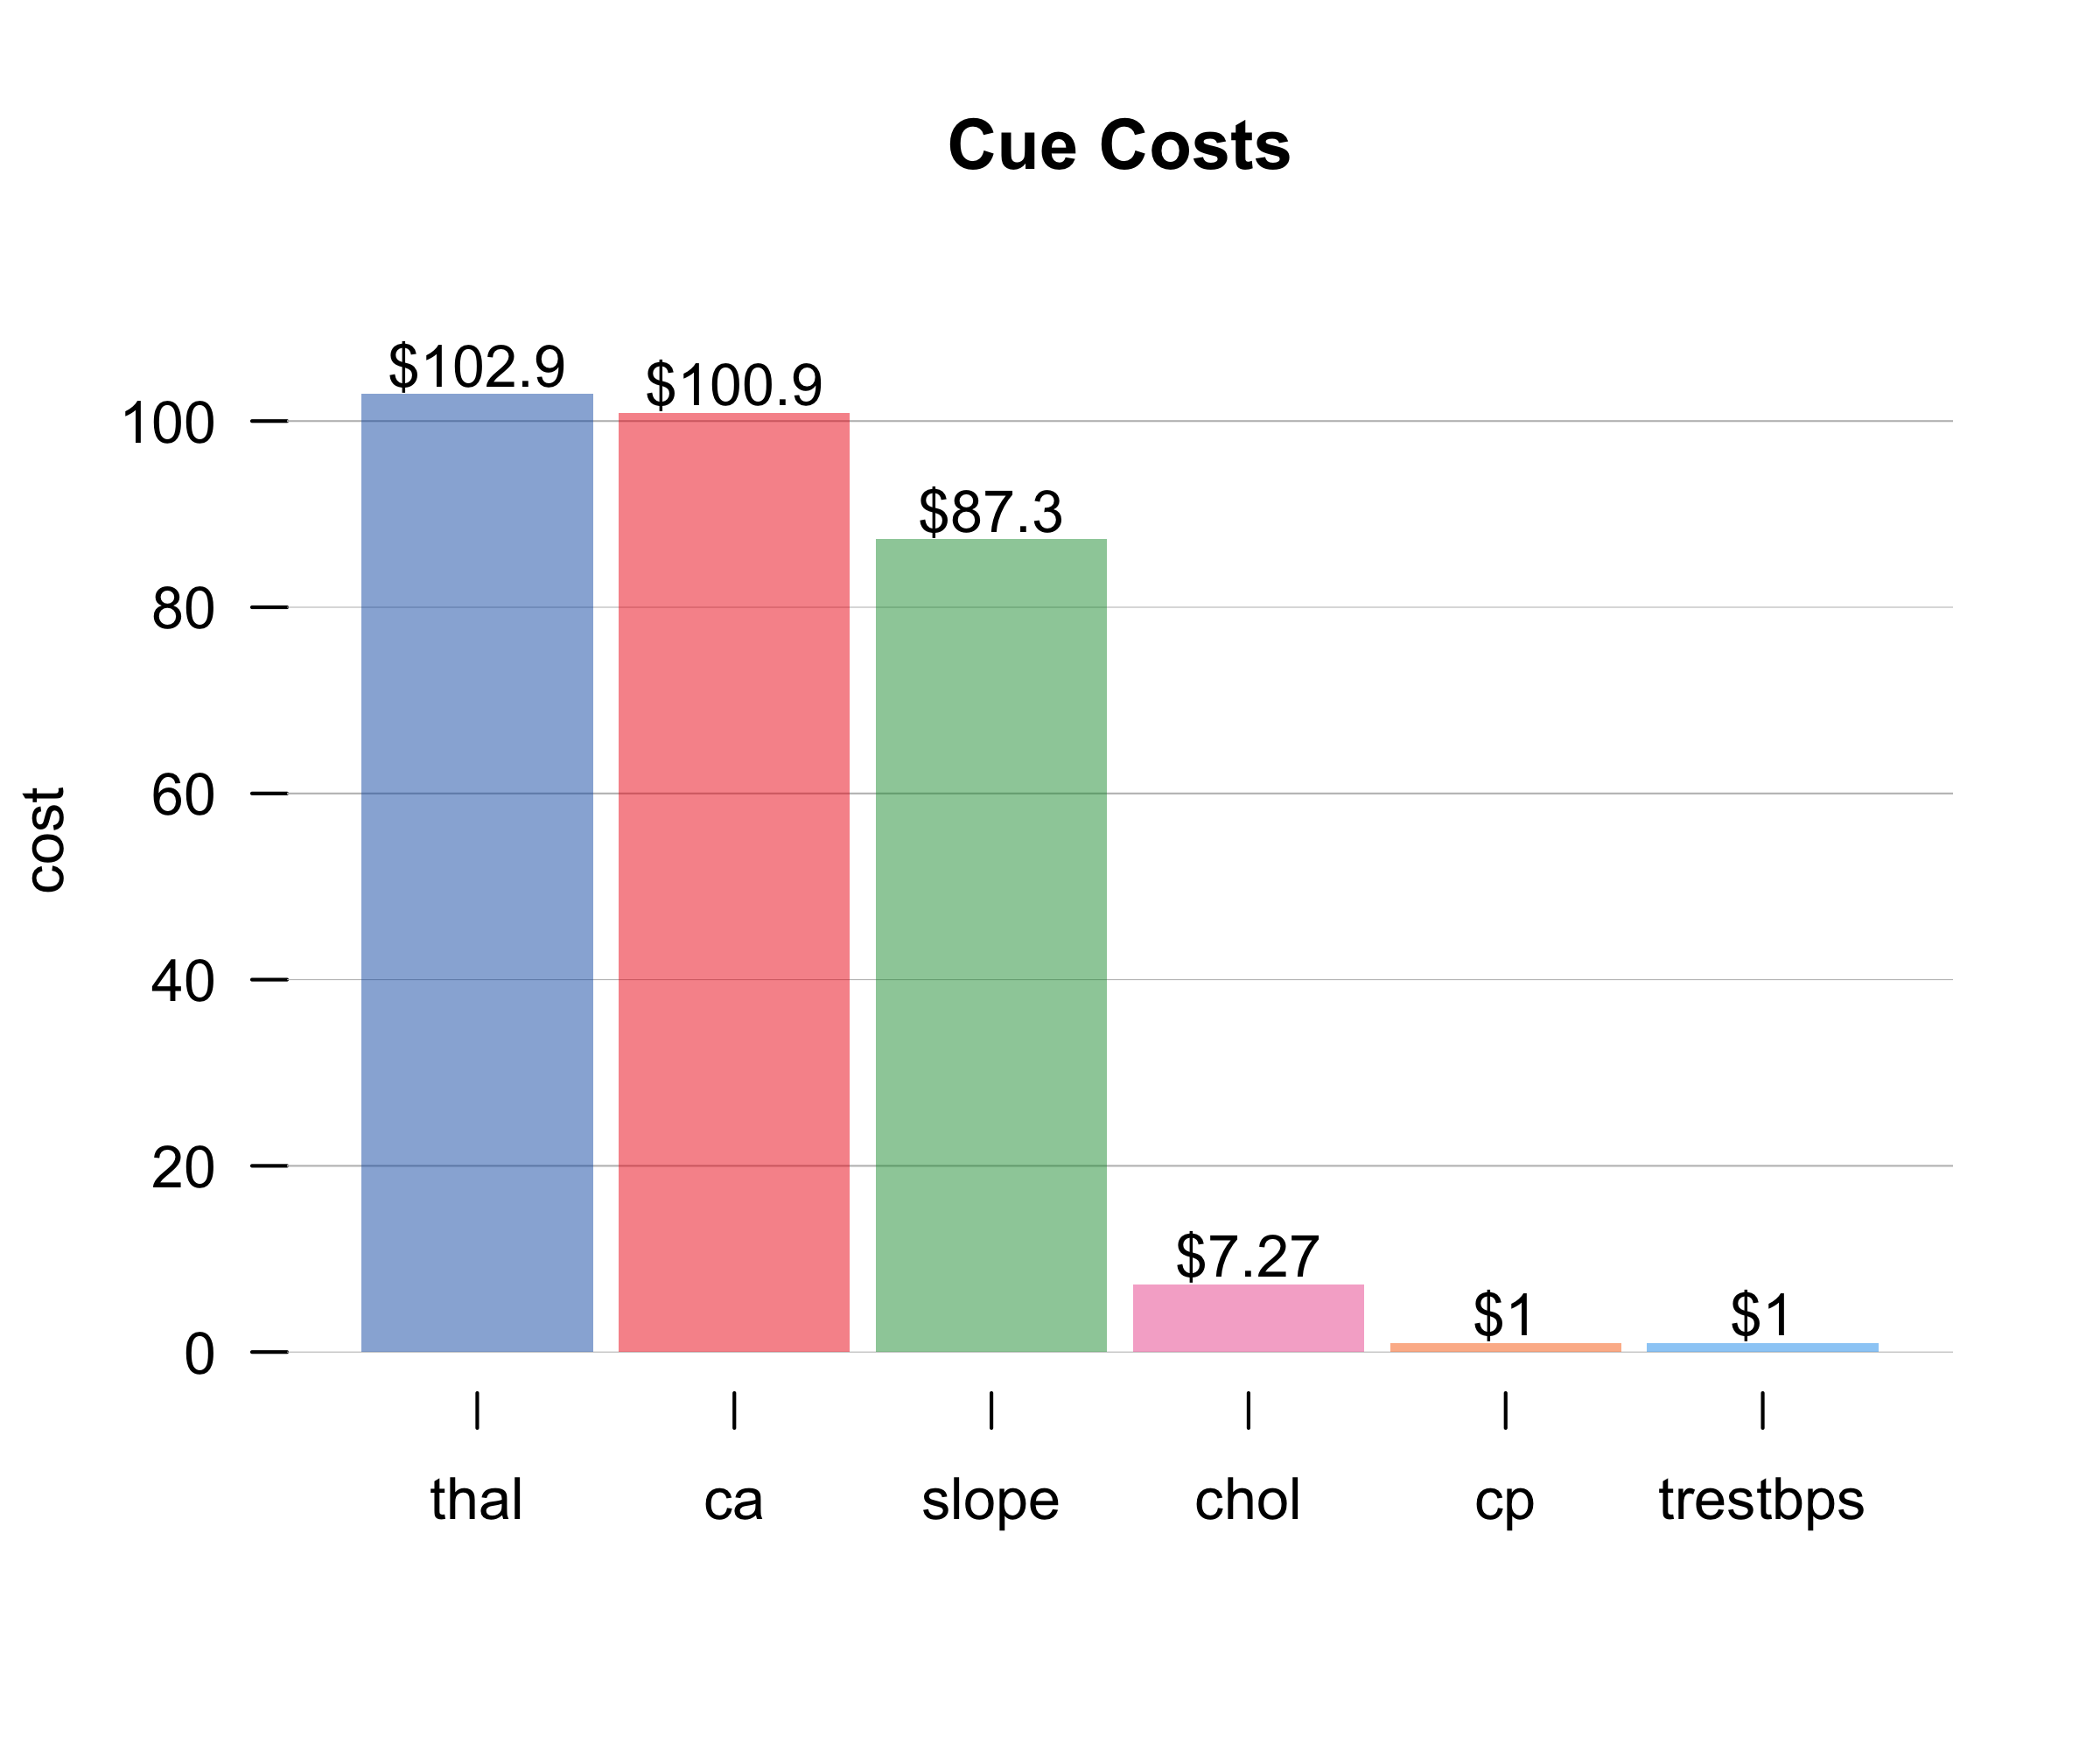 Cue Costs
$102.9
$100.9
$87.3
$7.27
$1
$1
100
80
60
40
20
0
cost
thal
ca
slope
chol
cp
trestbps